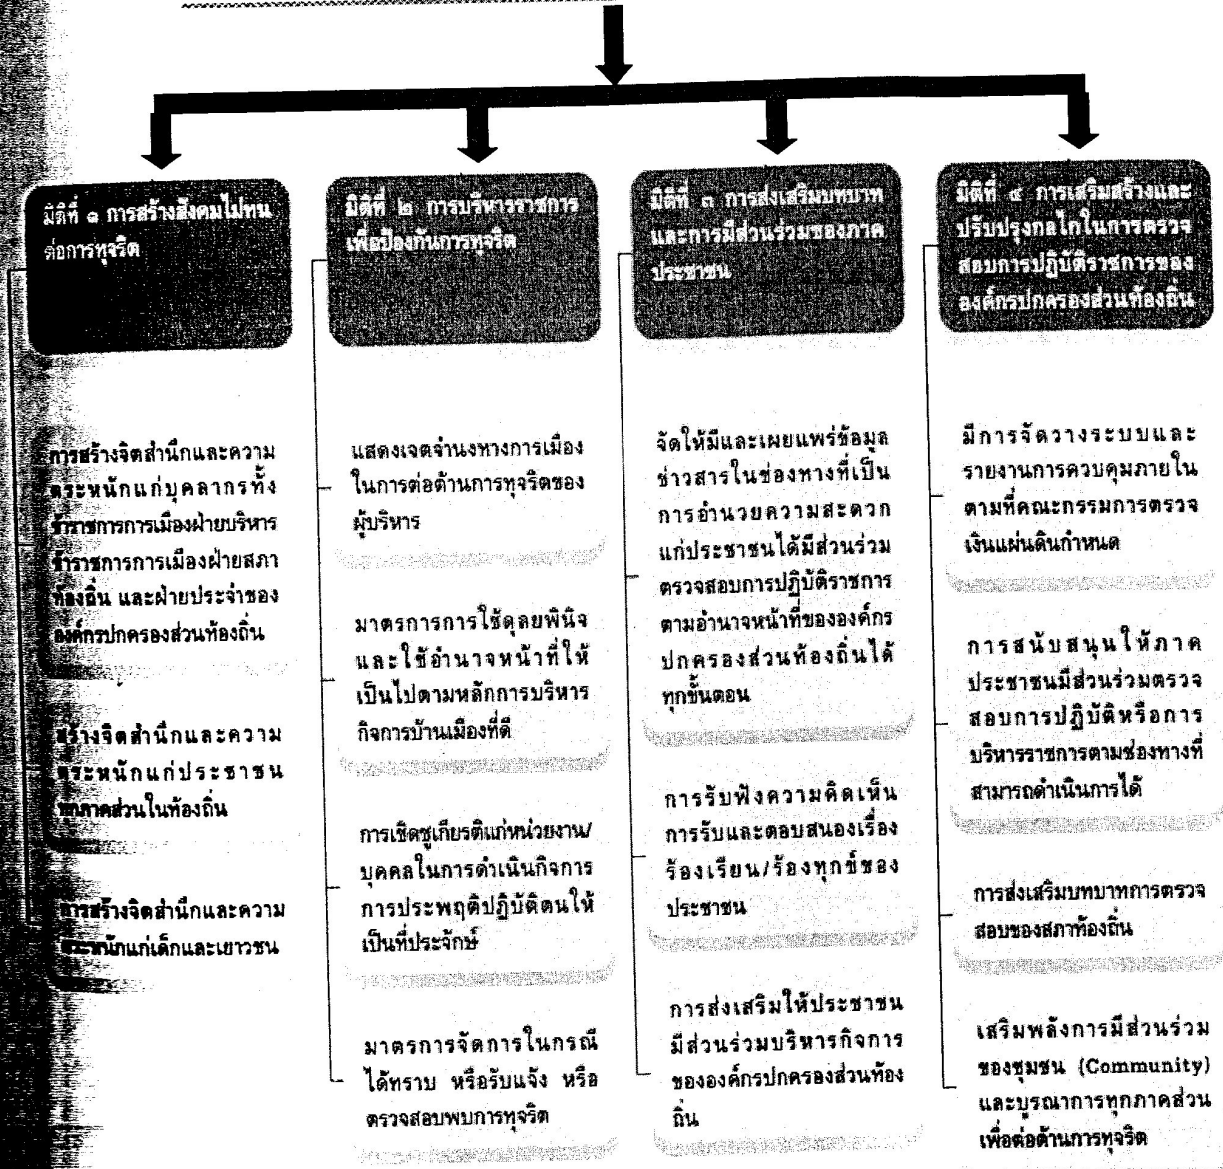 มิติที่ ๑ การสร้างสังคมไม่ทน
ต่อการทุจริต
การสร้างจิตสำนึกและความ
ตระหนักแก่บุคลากรทั้ง
ข้าราชการการเมืองฝ่ายบริหาร
ข้าราชการการเมืองฝ่ายสภา
ท้องถิ่น และฝ่ายประจำของ
องค์กรปกครองส่วนท้องถิ่น
สร้างจิตสำนึกและความ
ตระหนักแก่ประชาชน
ทุกภาคส่วนในท้องถิ่น
การสร้างจิตสำนึกและความ
ตระหนักแก่เด็กและเยาวชน
มิติที่ ๒ การบริหารราชการ
เพื่อป้องกันการทุจริต
แสดงเจตจำนงทางการเมือง
ในการต่อต้านการทุจริตของ
ผู้บริหาร
มาตรการการใช้ดุลยพินิจ
และใช้อำนาจหน้าที่ให้
เป็นไปตามหลักการบริหาร
กิจการบ้านเมืองที่ดี
การเชิดชูเกียรติแก่หน่วยงาน/
บุคคลในการดำเนินกิจการ
การประพฤติปฏิบัติตนให้
เป็นที่ประจักษ์
มาตรการจัดการในกรณี
ได้ทราบ หรือรับแจ้ง หรือ
ตรวจสอบพบการทุจริต
มิติที่ ๓ การส่งเสริมบทบาท
และการมีส่วนร่วมของภาค
ประชาชน
จัดให้มีและเผยแพร่ข้อมูล
ข่าวสารในช่องทางที่เป็น
การอำนวยความสะดวก
แก่ประชาชนได้มีส่วนร่วม
ตรวจสอบการปฏิบัติราชการ
ตามอำนาจหน้าที่ขององค์กร
ปกครองส่วนท้องถิ่นได้
ทุกขั้นตอน
การรับฟังความคิดเห็น
การรับและตอบสนองเรื่อง
ร้องเรียน/ร้องทุกข์ของ
ประชาชน
การส่งเสริมให้ประชาชน
มีส่วนร่วมบริหารกิจการ
ขององค์กรปกครองส่วนท้อง
ถิ่น
มิติที่ ๔ การเสริมสร้างและ
ปรับปรุงกลไกในการตรวจ
สอบการปฏิบัติราชการของ
องค์กรปกครองส่วนท้องถิ่น
มีการจัดวางระบบและ
รายงานการควบคุมภายใน
ตามที่คณะกรรมการตรวจ
เงินแผ่นดินกำหนด
การสนับสนุนให้ภาค
ประชาชนมีส่วนร่วมตรวจ
สอบการปฏิบัติหรือการ
บริหารราชการตามช่องทางที่
สามารถดำเนินการได้
การส่งเสริมบทบาทการตรวจ
สอบของสภาท้องถิ่น
เสริมพลังการมีส่วนร่วม
ของชุมชน (Community)
และบูรณาการทุกภาคส่วน
เพื่อต่อต้านการทุจริต